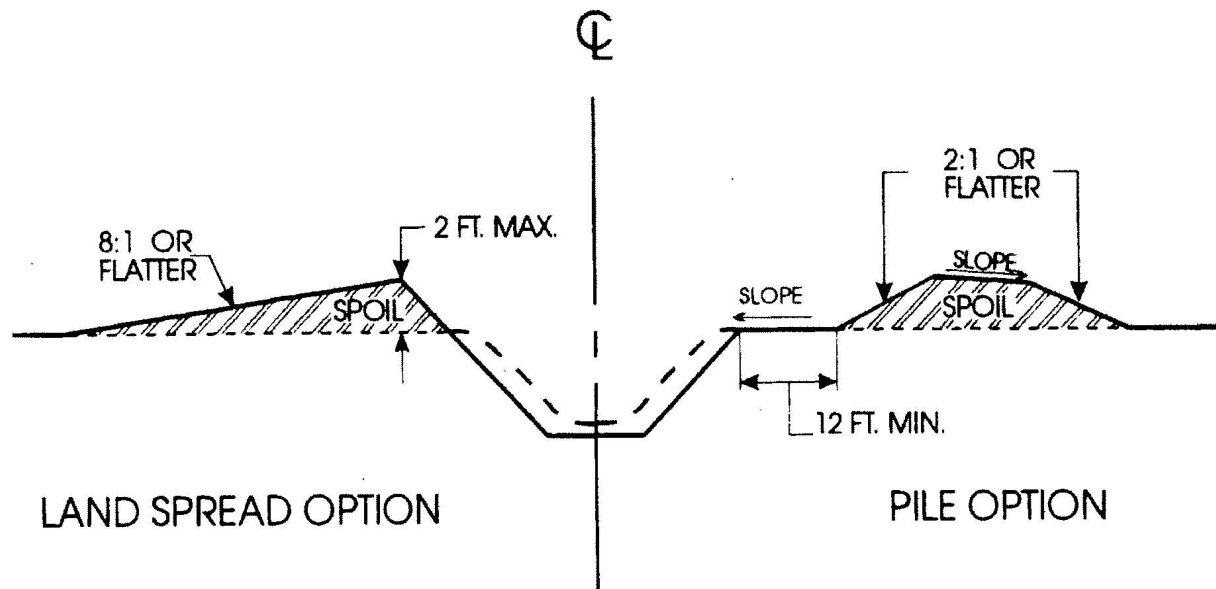 ℄
8:1 OR
FLATTER
2 FT. MAX.
SPOIL
2:1 OR
FLATTER
SLOPE
SLOPE
SPOIL
12 FT. MIN.
LAND SPREAD OPTION
PILE OPTION